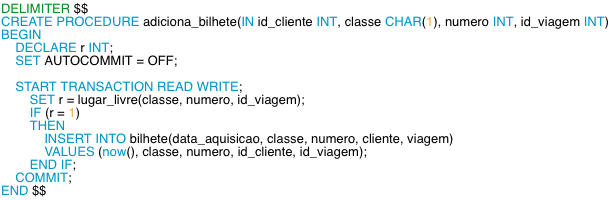 DELIMITER $$
CREATE PROCEDURE adiciona_bilhete(IN id_cliente INT, classe CHAR(1), numero INT, id_viagem INT)
BEGIN
DECLARE r INT;
SET AUTOCOMMIT = OFF;
START TRANSACTION READ WRITE;
SET r = lugar_livre(classe, numero, id_viagem);
IF (r = 1)
THEN
INSERT INTO bilhete(data_aquisicao, classe, numero, cliente, viagem)
VALUES (now(), classe, numero, id_cliente, id_viagem);
END IF;
COMMIT;
END $$